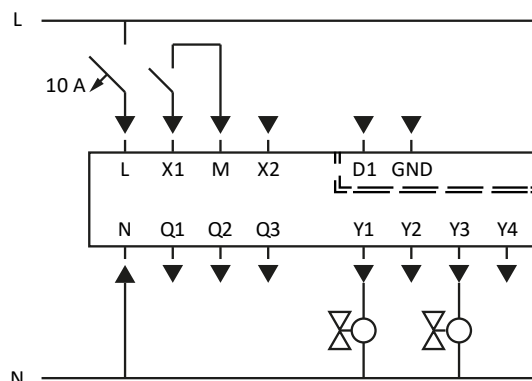 L
10 A
L X1 M X2 D1 GND
N Q1 Q2 Q3 Y1 Y2 Y3 Y4
N